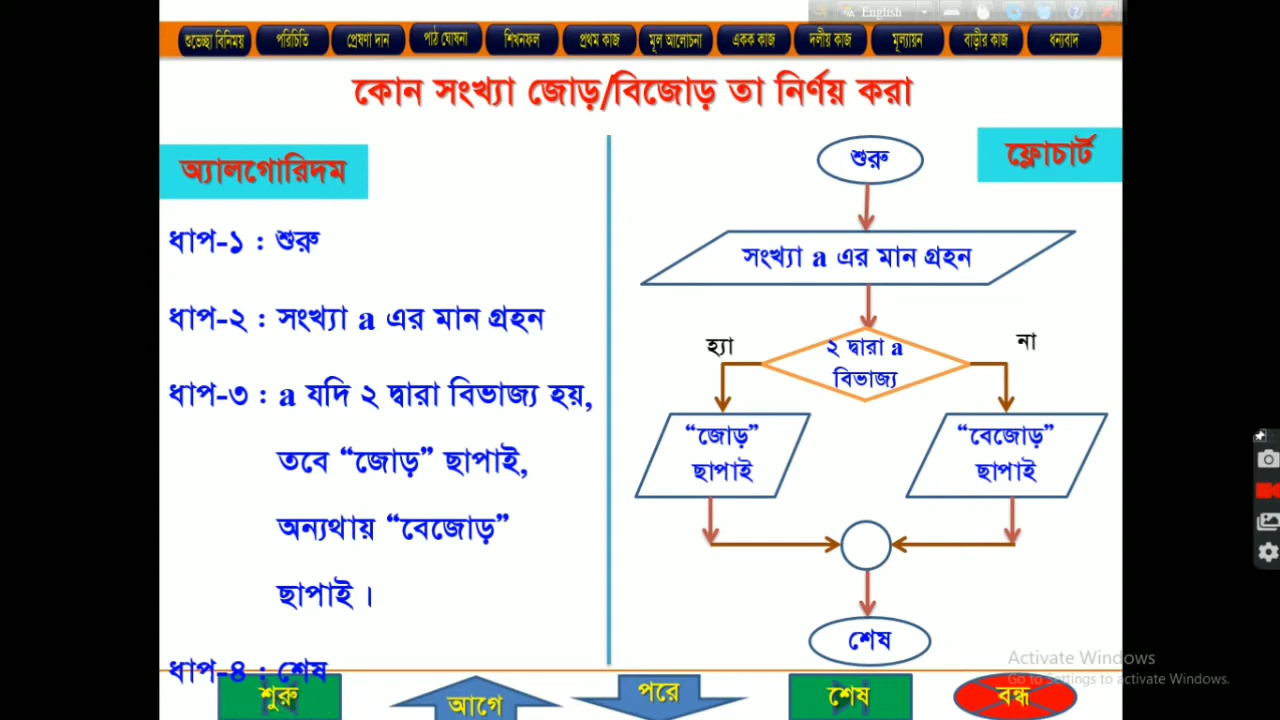 English
শুভেচ্ছা বিনিময়
পরিচিতি
প্রেষণা দান
পাঠ ঘোষনা
শিখনফল
প্রথম কাজ
মূল আলোচনা
একক কাজ
দলীয় কাজ
মূল্যায়ন
বাড়ীর কাজ
ধন্যবাদ
কোন সংখ্যা জোড়/বিজোড় তা নির্ণয় করা
অ্যালগোরিদম
ধাপ-১ : শুরু
ধাপ-২ : সংখ্যা a এর মান গ্রহন
ধাপ-৩ : a যদি ২ দ্বারা বিভাজ্য হয়,
তবে “জোড়” ছাপাই,
অন্যথায় “বেজোড়”
ছাপাই।
ধাপ-৪ : শেষ
ফ্লোচার্ট
শুরু
সংখ্যা a এর মান গ্রহন
২ দ্বারা a
বিভাজ্য
হ্যা
না
“জোড়”
ছাপাই
“বেজোড়”
ছাপাই
শেষ
Activate Windows
Go to Settings to activate Windows.
শুরু
আগে
পরে
শেষ
বন্ধ